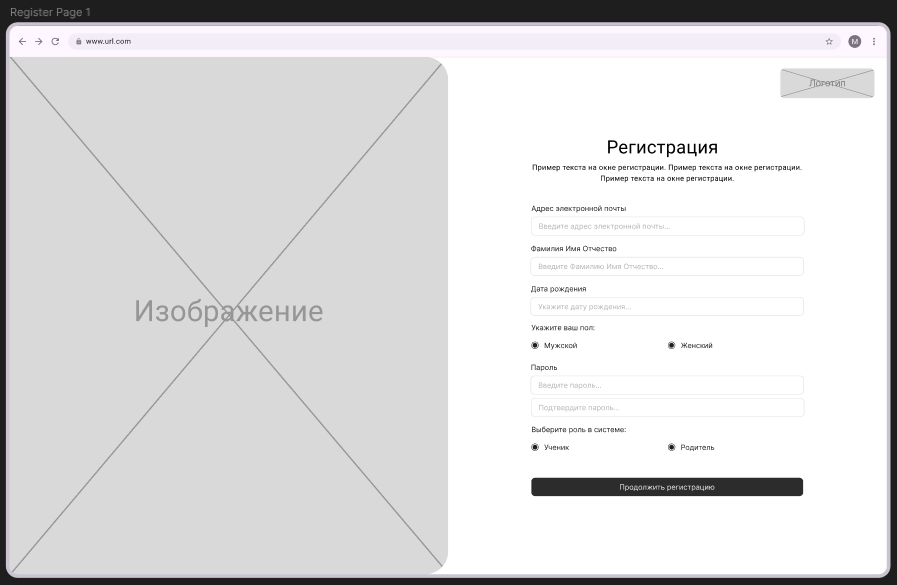 Register Page 1
www.url.com
M
Логотип
Изображение
Регистрация
Пример текста на окне регистрации. Пример текста на окне регистрации.
Пример текста на окне регистрации.
Адрес электронной почты
Введите адрес электронной почты...
Фамилия Имя Отчество
Введите Фамилию Имя Отчество...
Дата рождения
Укажите дату рождения...
Укажите ваш пол:
Мужской Женский
Пароль
Введите пароль...
Подтвердите пароль...
Выберите роль в системе:
Ученик Родитель
Продолжить регистрацию